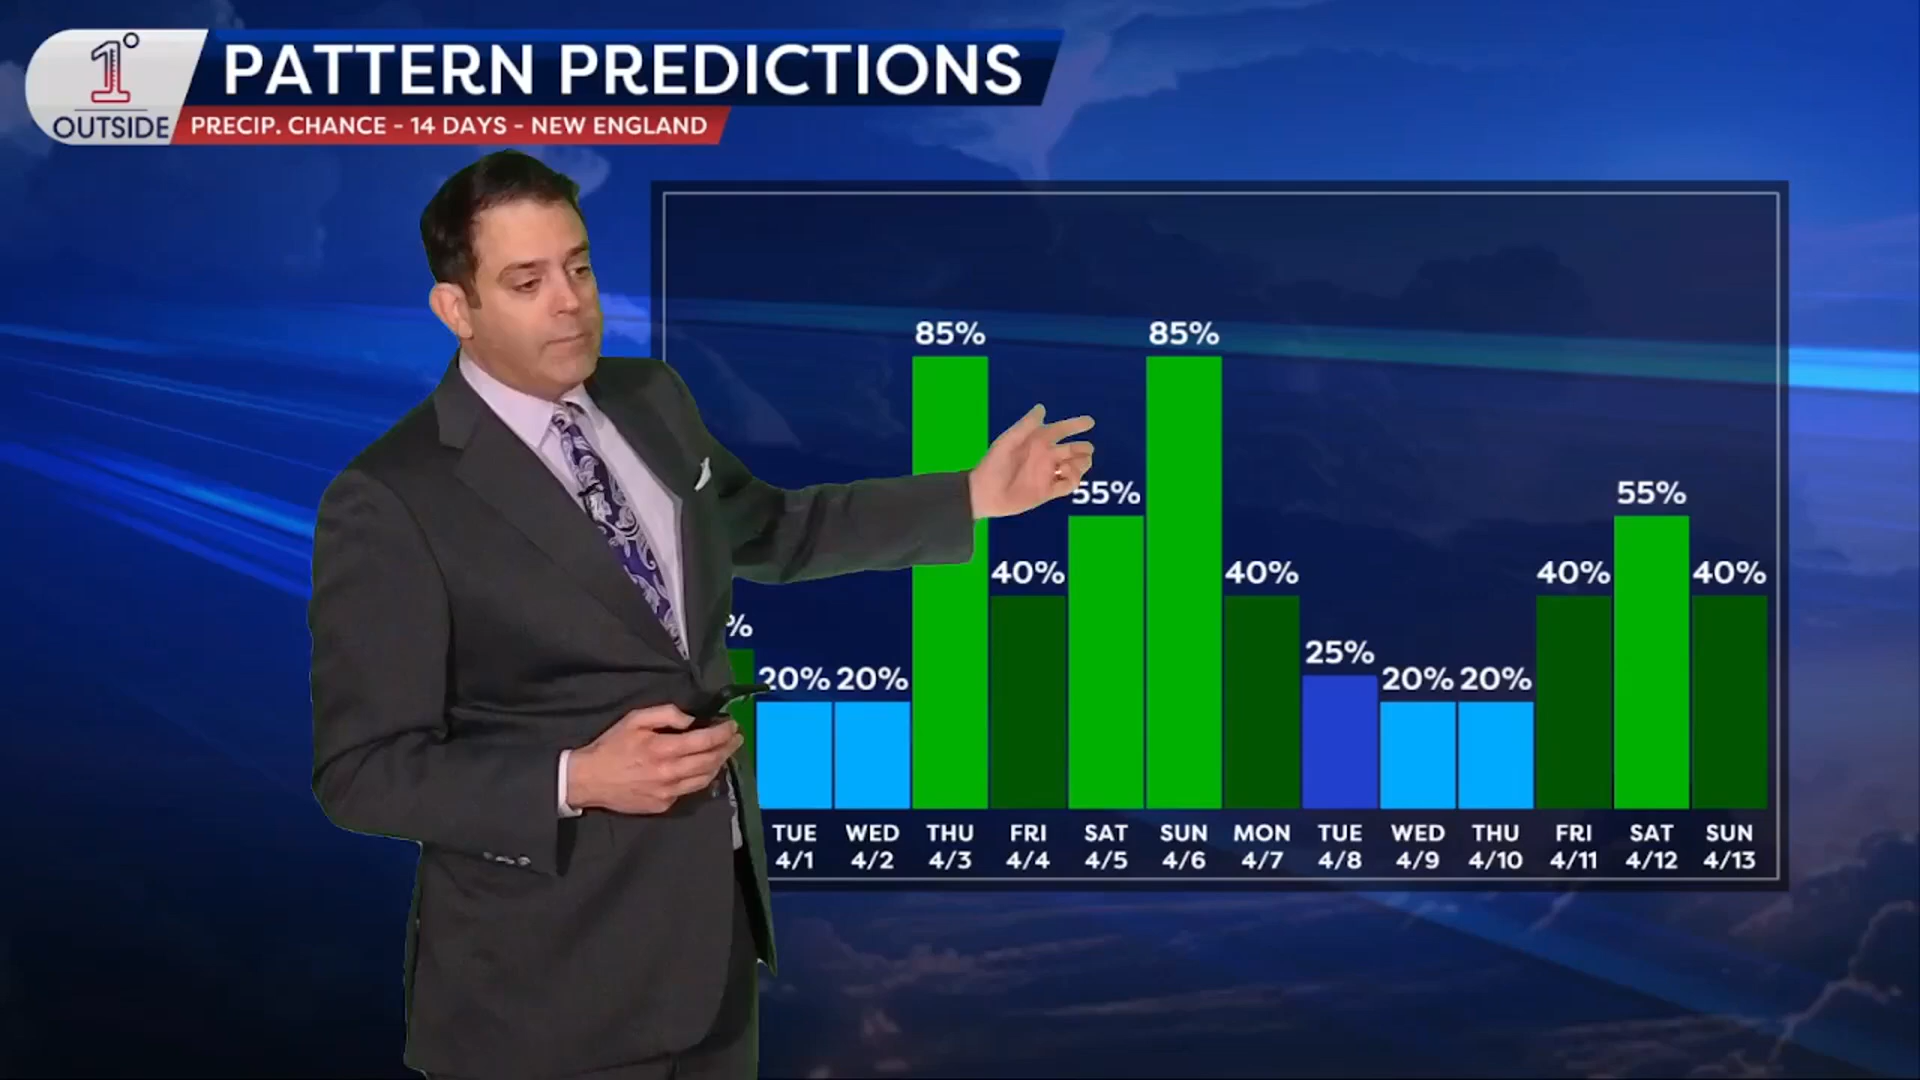 1°
OUTSIDE
PATTERN PREDICTIONS
PRECIP. CHANCE - 14 DAYS - NEW ENGLAND
85% 85%
55% 55%
40% 40% 40% 40%
%
25%
20% 20% 20% 20%
TUE WED THU FRI SAT SUN MON TUE WED THU FRI SAT SUN
4/1 4/2 4/3 4/4 4/5 4/6 4/7 4/8 4/9 4/10 4/11 4/12 4/13